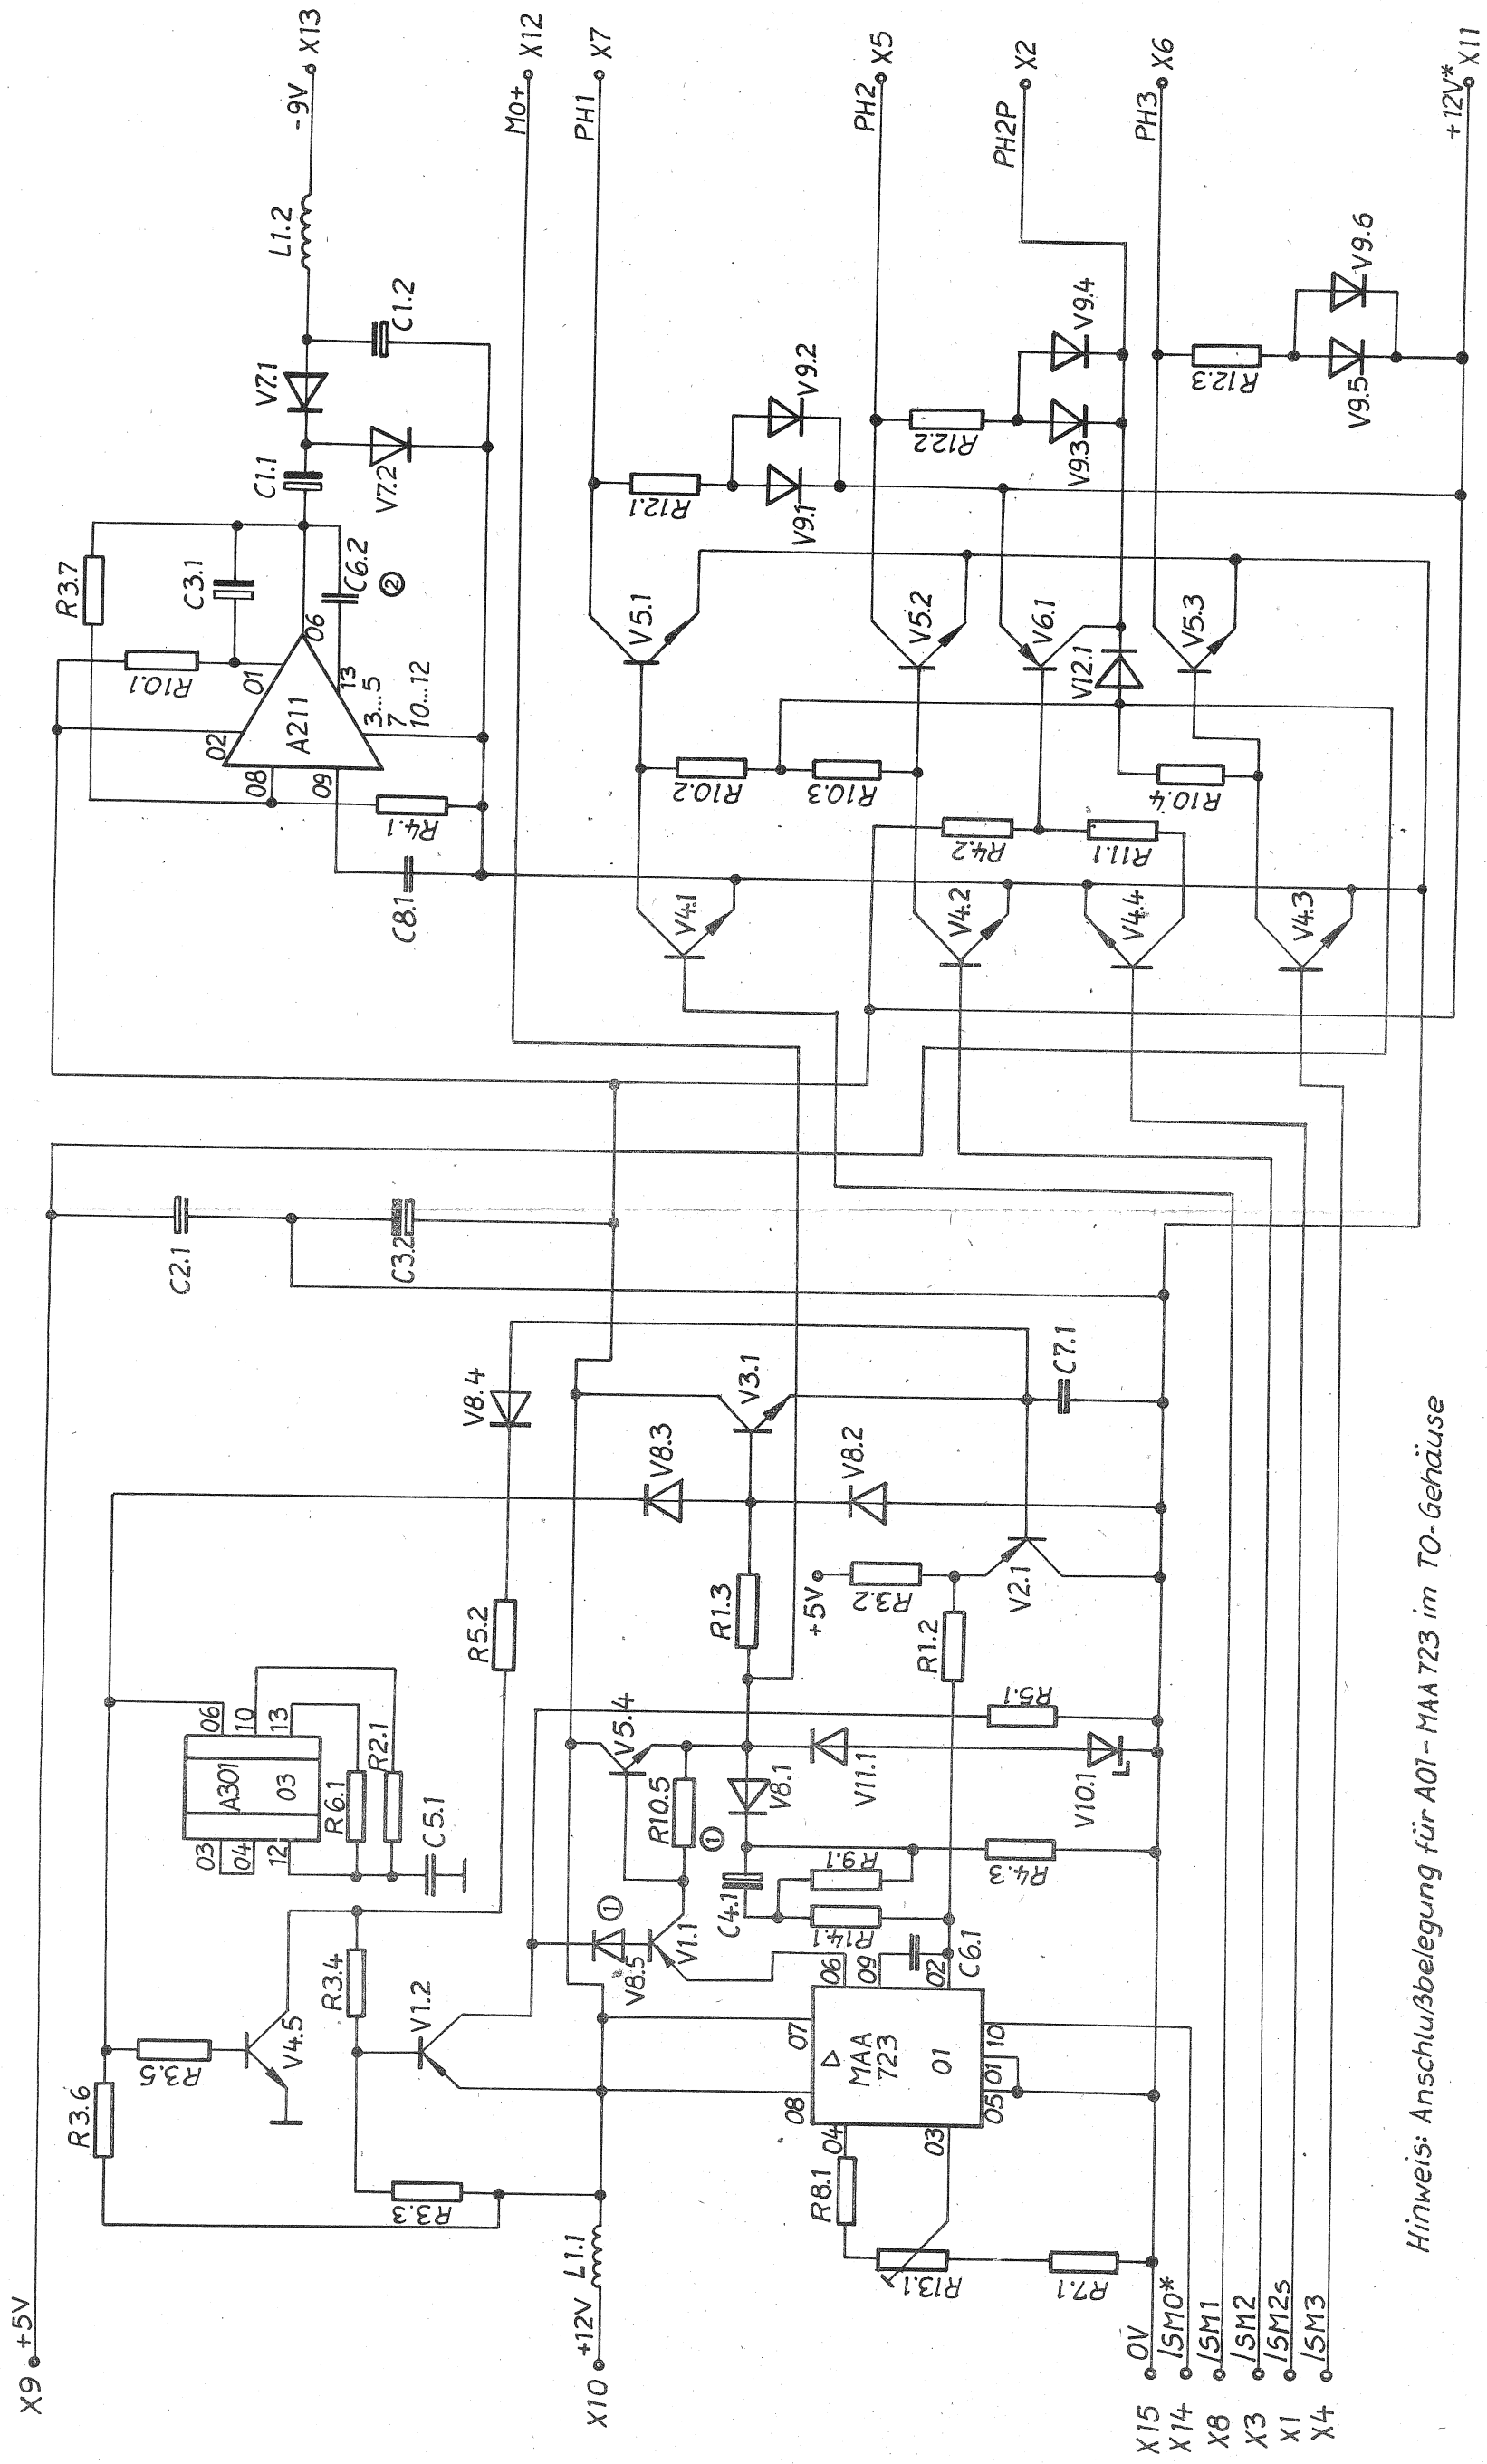 X9 +5V
X10 +12V
L1.1
R3.6
R3.5
V4.5
R3.3
R3.4
V1.2
03
04
12
A301
03
06
10
13
R6.1
R2.1
C5.1
R5.2
V8.4
V8.5
①
V1.1
V5.4
R10.5
①
R1.3
V8.3
V3.1
V8.2
V8.1
C4.1
V11.1
R9.1
R14.1
R4.3
R5.1
V10.1
R1.2
+5V
R3.2
V2.1
C7.1
C6.1
MAA
723
01
08
07
06
09
02
04
03
05
01
10
R8.1
R13.1
R7.1
X15 0V
X14 ISM0*
X8 ISM1
X3 ISM2
X1 ISM2s
X4 ISM3
C2.1
C3.2
R3.7
R10.1
C3.1
A211
02
01
06
08
09
13
3...5
7
10...12
R4.1
C8.1
C6.2
②
C1.1
V7.1
V7.2
C1.2
L1.2
-9V X13
M0+ X12
PH1 X7
PH2 X5
PH2P X2
PH3 X6
+12V* X11
V4.1
V4.2
V4.4
V4.3
R10.2
R10.3
R4.2
R11.1
R10.4
V5.1
V5.2
V6.1
V12.1
V5.3
R12.1
V9.1
V9.2
R12.2
V9.3
V9.4
R12.3
V9.5
V9.6
Hinweis: Anschlußbelegung für A01-MAA 723 im TO-Gehäuse